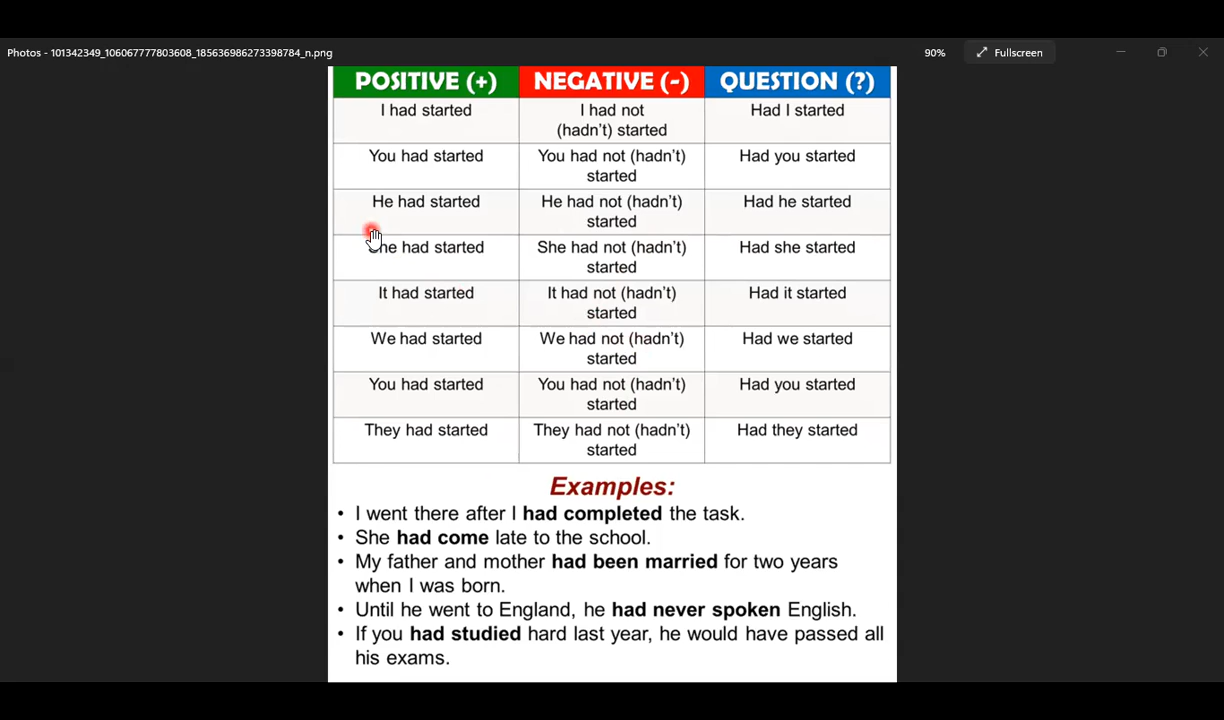 Photos - 101342349_106067777803608_185636986273398784_n.png
90%
Fullscreen
POSITIVE (+) NEGATIVE (-) QUESTION (?)
I had started
I had not
(hadn't) started
Had I started
You had started
You had not (hadn't)
started
Had you started
He had started
He had not (hadn't)
started
Had he started
She had started
She had not (hadn't)
started
Had she started
It had started
It had not (hadn't)
started
Had it started
We had started
We had not (hadn't)
started
Had we started
You had started
You had not (hadn't)
started
Had you started
They had started
They had not (hadn't)
started
Had they started
Examples:
• I went there after I had completed the task.
• She had come late to the school.
• My father and mother had been married for two years
when I was born.
• Until he went to England, he had never spoken English.
• If you had studied hard last year, he would have passed all
his exams.